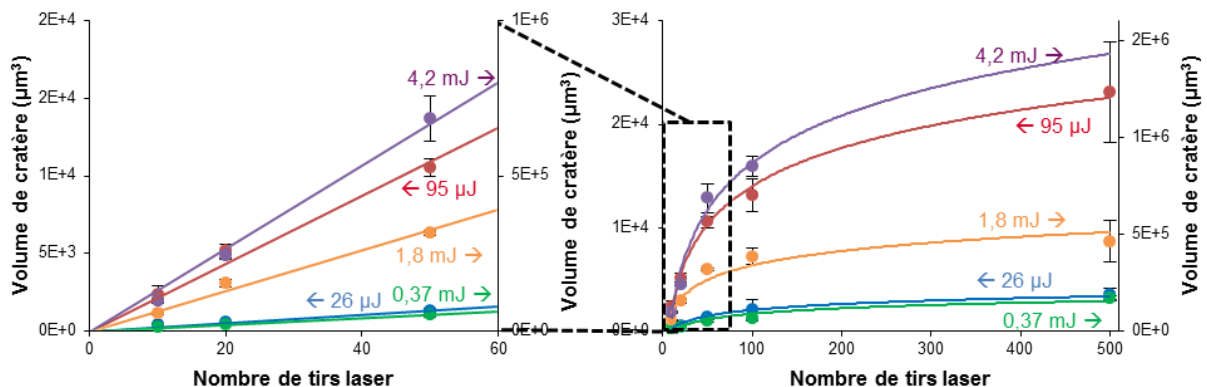 2E+4
2E+4
1E+4
5E+3
0E+0
Volume de cratère (µm³)
0
20
40
60
Nombre de tirs laser
1E+6
5E+5
0E+0
Volume de cratère (µm³)
4,2 mJ →
← 95 µJ
1,8 mJ →
← 26 µJ
0,37 mJ →
3E+4
2E+4
1E+4
0E+0
0
100
200
300
400
500
Nombre de tirs laser
2E+6
1E+6
5E+5
0E+0
Volume de cratère (µm³)
4,2 mJ →
← 95 µJ
1,8 mJ →
← 26 µJ
0,37 mJ →